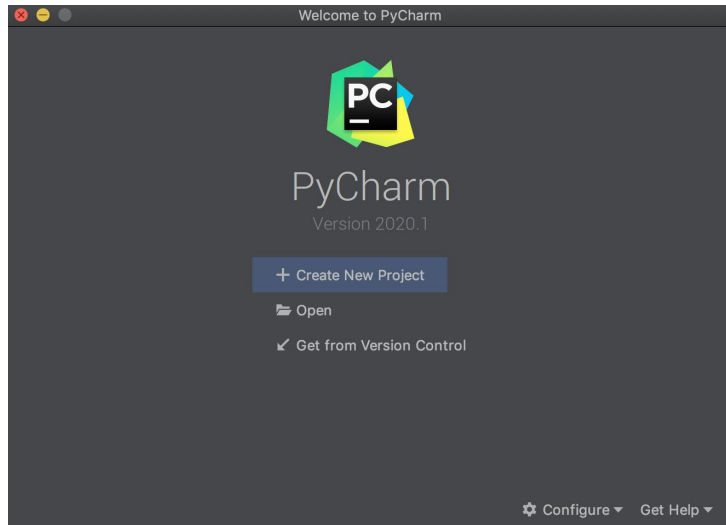 Welcome to PyCharm
PC
PyCharm
Version 2020.1
Create New Project
Open
Get from Version Control
Configure Get Help